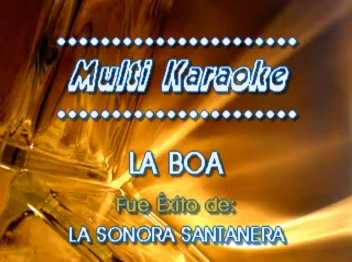 Multi Karaoke
LA BOA
Fue Éxito de:
LA SONORA SANTANERA